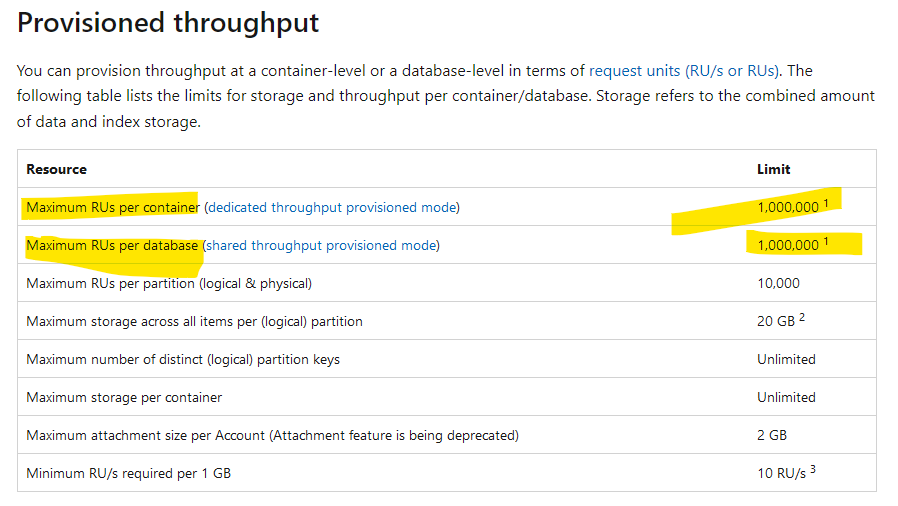 Provisioned throughput
You can provision throughput at a container-level or a database-level in terms of request units (RU/s or RUs). The
following table lists the limits for storage and throughput per container/database. Storage refers to the combined amount
of data and index storage.
Resource Limit
Maximum RUs per container (dedicated throughput provisioned mode) 1,000,000 1
Maximum RUs per database (shared throughput provisioned mode) 1,000,000 1
Maximum RUs per partition (logical & physical) 10,000
Maximum storage across all items per (logical) partition 20 GB 2
Maximum number of distinct (logical) partition keys Unlimited
Maximum storage per container Unlimited
Maximum attachment size per Account (Attachment feature is being deprecated) 2 GB
Minimum RU/s required per 1 GB 10 RU/s 3